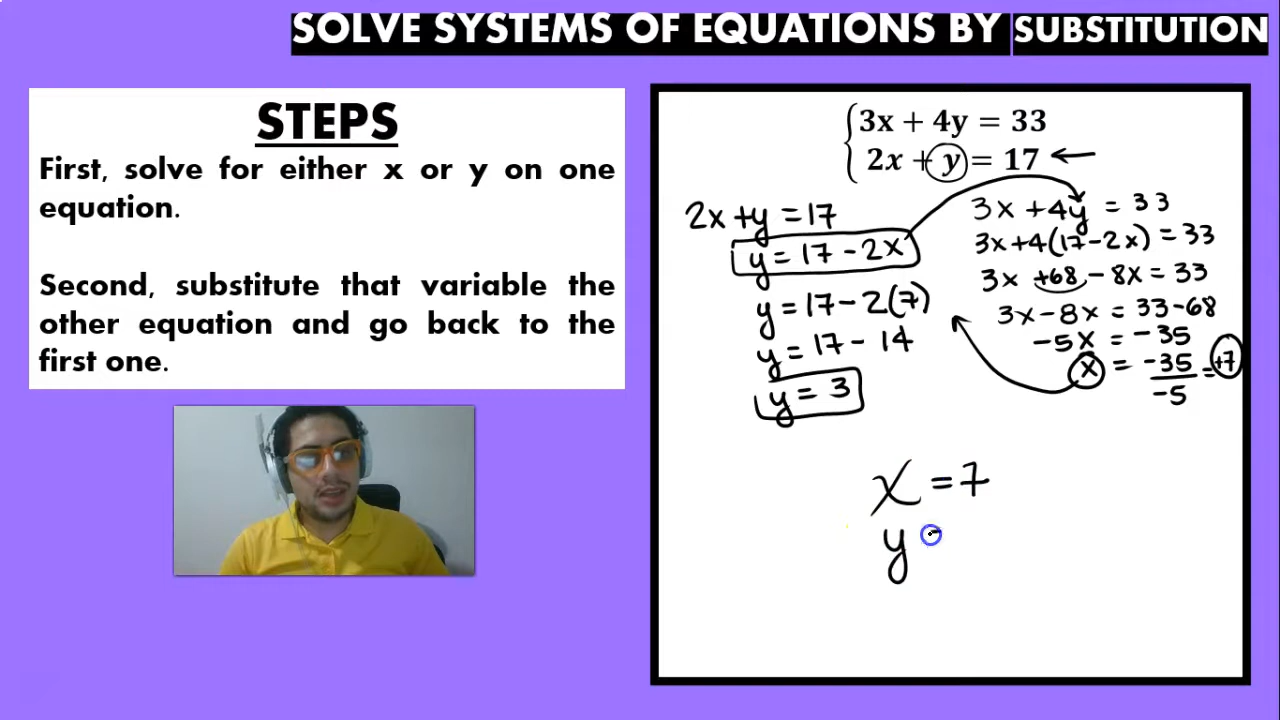 SOLVE SYSTEMS OF EQUATIONS BY SUBSTITUTION
STEPS
First, solve for either x or y on one
equation.
Second, substitute that variable the
other equation and go back to the
first one.
3x + 4y = 33
2x + y = 17
2x + y = 17
y = 17 - 2x
y = 17 - 2(7)
y = 17 - 14
y = 3
3x + 4y = 33
3x + 4(17 - 2x) = 33
3x + 68 - 8x = 33
3x - 8x = 33 - 68
-5x = -35
x = -35/-5 = +7
x = 7
y =